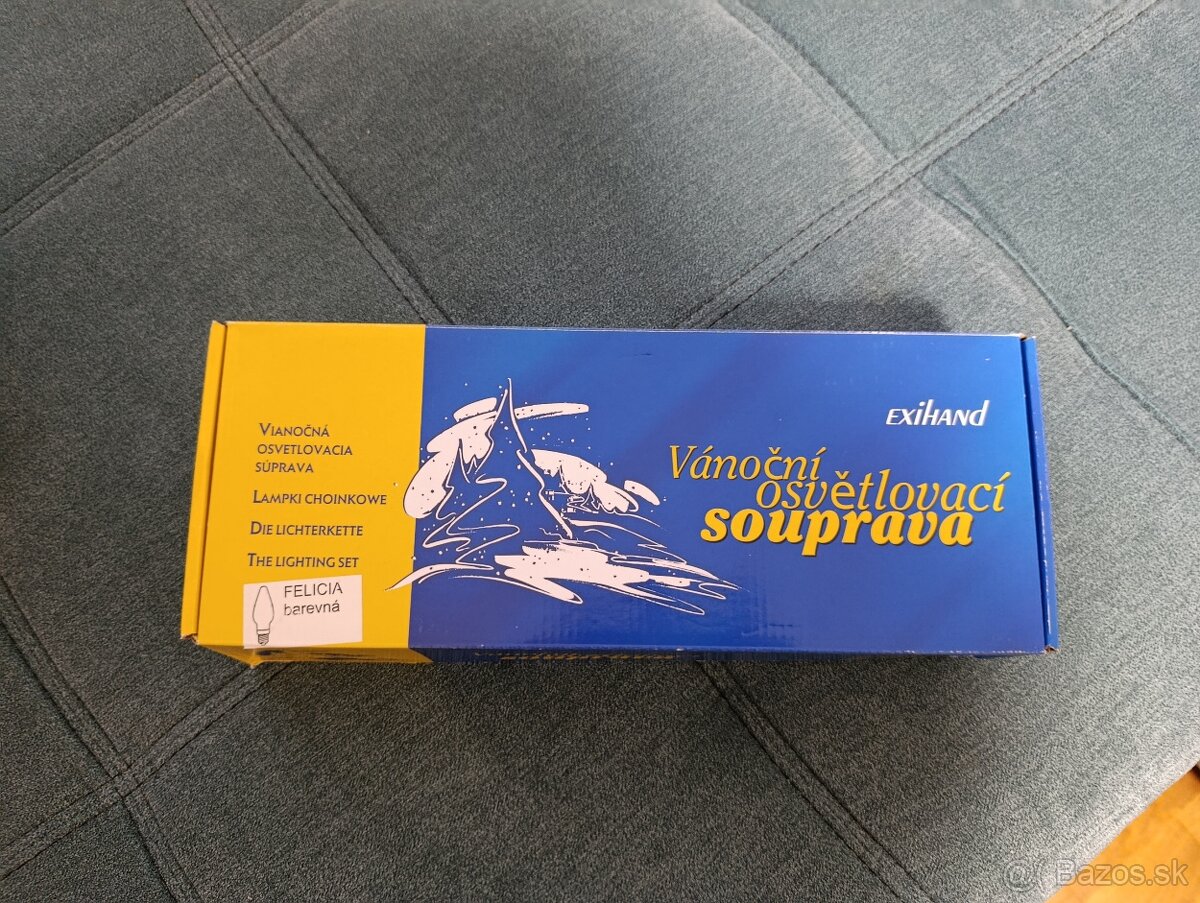 VIANOČNÁ
OSVETLOVACIA
SÚPRAVA
LAMPKI CHOINKOWE
DIE LICHTERKETTE
THE LIGHTING SET
FELICIA
barevná
EXIHAND
Vánoční
osvětlovací
souprava
Bazos.sk